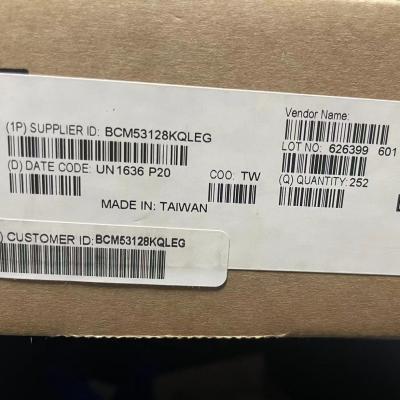 (1P) SUPPLIER ID: BCM53128KQLEG
(D) DATE CODE: UN1636 P20
COO: TW
MADE IN: TAIWAN
Vendor Name:
LOT NO: 626399 601
(Q) QUANTITY: 252
) CUSTOMER ID: BCM53128KQLEG